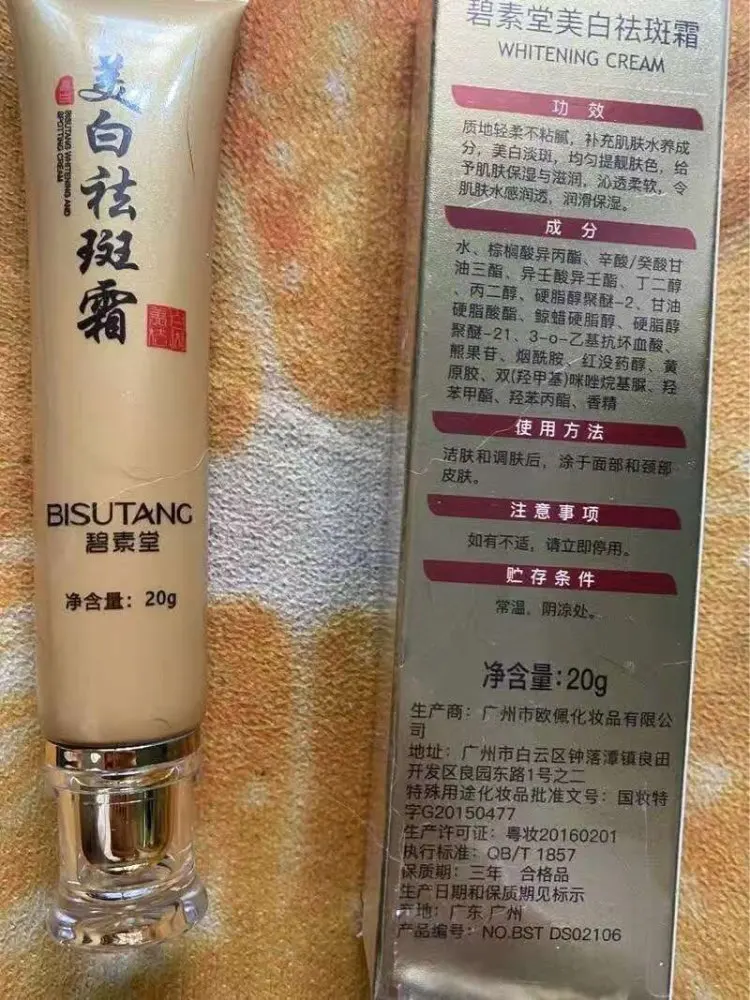 美白祛斑霜
BISUTANG WHITENING AND
SPOTTING CREAM
BISUTANG
碧素堂
净含量：20g
碧素堂美白祛斑霜
WHITENING CREAM
功效
质地轻柔不粘腻，补充肌肤水养成
分，美白淡斑，均匀提靓肤色，给
予肌肤保湿与滋润，沁透柔软，令
肌肤水感润透，润滑保湿。
成分
水、棕榈酸异丙酯、辛酸/癸酸甘
油三酯、异壬酸异壬酯、丁二醇
、丙二醇、硬脂醇聚醚-2、甘油
硬脂酸酯、鲸蜡硬脂醇、硬脂醇
聚醚-21、3-o-乙基抗坏血酸、
熊果苷、烟酰胺、红没药醇、黄
原胶、双(羟甲基)咪唑烷基脲、羟
苯甲酯、羟苯丙酯、香精
使用方法
洁肤和调肤后，涂于面部和颈部
皮肤。
注意事项
如有不适，请立即停用。
贮存条件
常温，阴凉处。
净含量：20g
生产商：广州市欧佩化妆品有限公
司
地址：广州市白云区钟落潭镇良田
开发区良园东路1号之二
特殊用途化妆品批准文号：国妆特
字G20150477
生产许可证：粤妆20160201
执行标准：QB/T 1857
保质期：三年 合格品
生产日期和保质期见标示
产地：广东 广州
产品编号：NO.BST DS02106